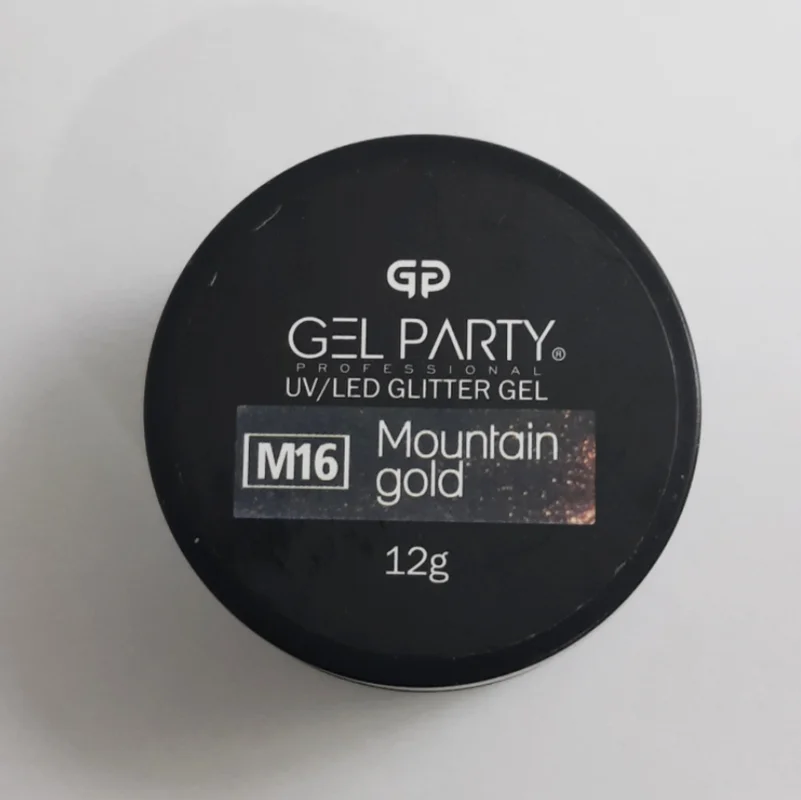 GP
GEL PARTY®
PROFESSIONAL
UV/LED GLITTER GEL
M16
Mountain
gold
12g